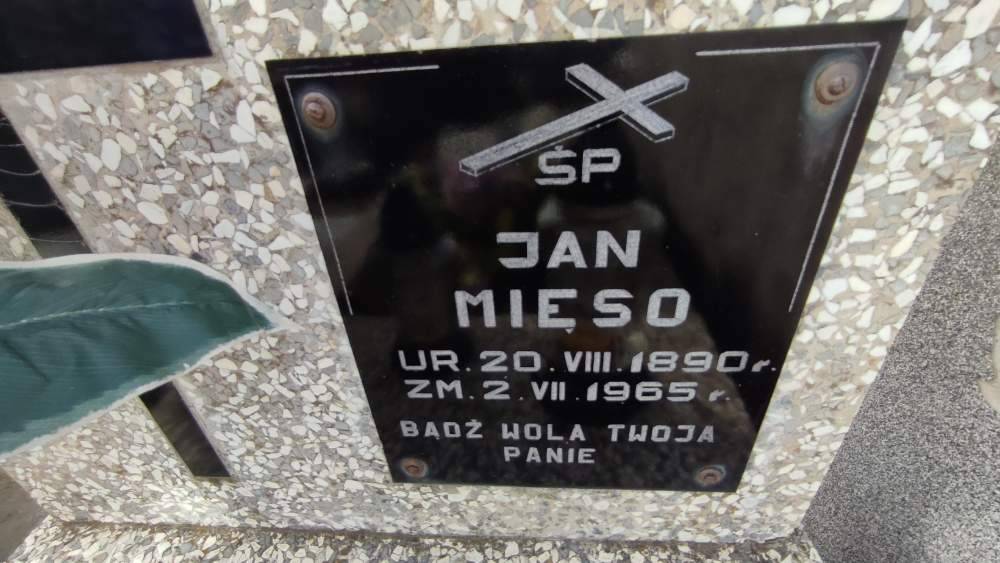 ŚP
JAN
MIĘSO
UR. 20. VIII. 1890 r.
ZM. 2. VII. 1965 r.
BĄDŹ WOLA TWOJA
PANIE